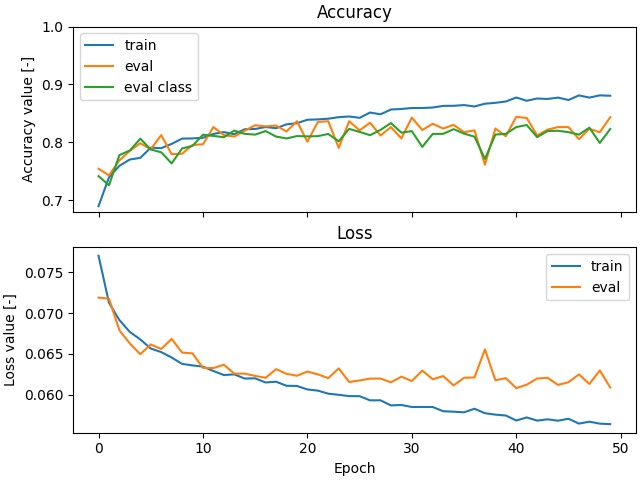 Accuracy
1.0
0.9
0.8
0.7
Accuracy value [-]
train
eval
eval class
Loss
0.075
0.070
0.065
0.060
Loss value [-]
train
eval
0 10 20 30 40 50
Epoch